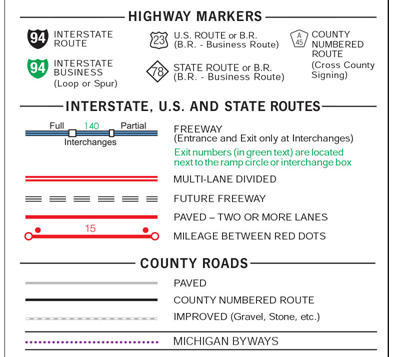 HIGHWAY MARKERS
94 INTERSTATE ROUTE
23 U.S. ROUTE or B.R.
(B.R. - Business Route)
A 45 COUNTY NUMBERED ROUTE
(Cross County Signing)
94 INTERSTATE BUSINESS
(Loop or Spur)
78 STATE ROUTE or B.R.
(B.R. - Business Route)
INTERSTATE, U.S. AND STATE ROUTES
Full 140 Partial
Interchanges
FREEWAY
(Entrance and Exit only at Interchanges)
Exit numbers (in green text) are located
next to the ramp circle or interchange box
MULTI-LANE DIVIDED
FUTURE FREEWAY
PAVED – TWO OR MORE LANES
15 MILEAGE BETWEEN RED DOTS
COUNTY ROADS
PAVED
COUNTY NUMBERED ROUTE
IMPROVED (Gravel, Stone, etc.)
MICHIGAN BYWAYS